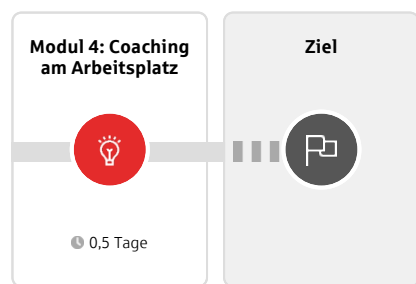 Modul 4: Coaching
am Arbeitsplatz
Ziel
0,5 Tage